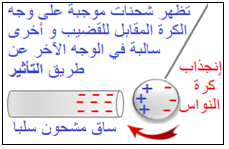 تظهر شحنات موجبة على وجه
الكرة المقابل للقضيب و أخرى
سالبة في الوجه الآخر عن
طريق التأثير
إنجذاب
كرة
النواس
ساق مشحون سلبا